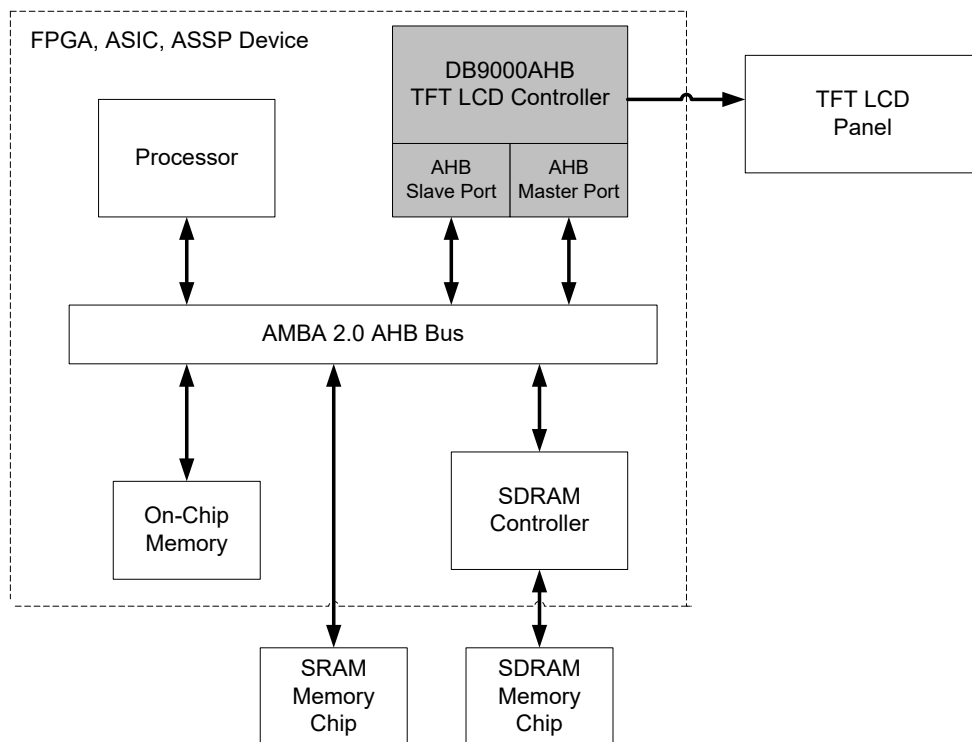 FPGA, ASIC, ASSP Device
DB9000AHB
TFT LCD Controller
TFT LCD
Panel
Processor
AHB
Slave Port
AHB
Master Port
AMBA 2.0 AHB Bus
On-Chip
Memory
SDRAM
Controller
SRAM
Memory
Chip
SDRAM
Memory
Chip